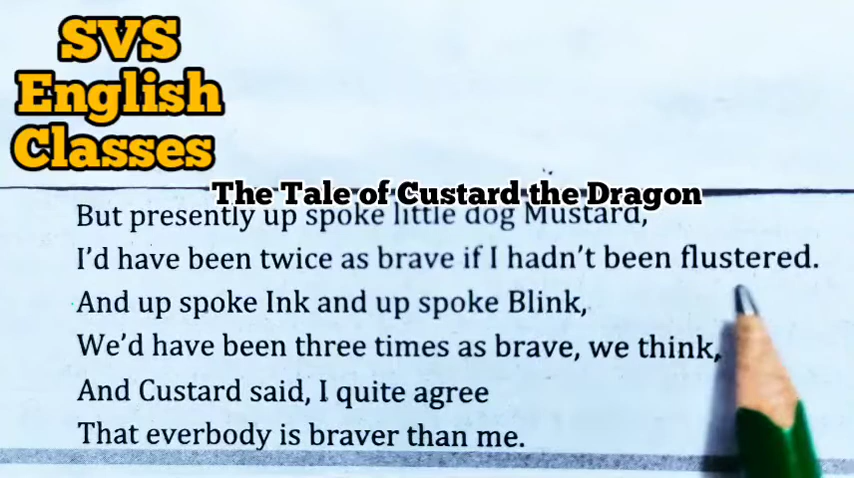 SVS
English
Classes
The Tale of Custard the Dragon
But presently up spoke little dog Mustard,
I'd have been twice as brave if I hadn't been flustered.
And up spoke Ink and up spoke Blink,
We'd have been three times as brave, we think,
And Custard said, I quite agree
That everbody is braver than me.